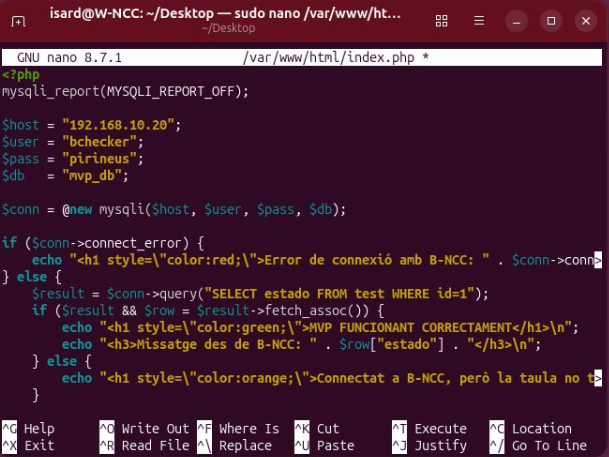 isard@W-NCC: ~/Desktop — sudo nano /var/www/ht...
~/Desktop
GNU nano 8.7.1 /var/www/html/index.php *
<?php
mysqli_report(MYSQLI_REPORT_OFF);
$host = "192.168.10.20";
$user = "bchecker";
$pass = "pirineus";
$db   = "mvp_db";
$conn = @new mysqli($host, $user, $pass, $db);
if ($conn->connect_error) {
    echo "<h1 style=\"color:red;\">Error de connexió amb B-NCC: " . $conn->conn>
} else {
    $result = $conn->query("SELECT estado FROM test WHERE id=1");
    if ($result && $row = $result->fetch_assoc()) {
        echo "<h1 style=\"color:green;\">MVP FUNCIONANT CORRECTAMENT</h1>\n";
        echo "<h3>Missatge des de B-NCC: " . $row["estado"] . "</h3>\n";
    } else {
        echo "<h1 style=\"color:orange;\">Connectat a B-NCC, però la taula no t>
    }
^G Help ^O Write Out ^F Where Is ^K Cut ^T Execute ^C Location
^X Exit ^R Read File ^\ Replace ^U Paste ^J Justify ^/ Go To Line